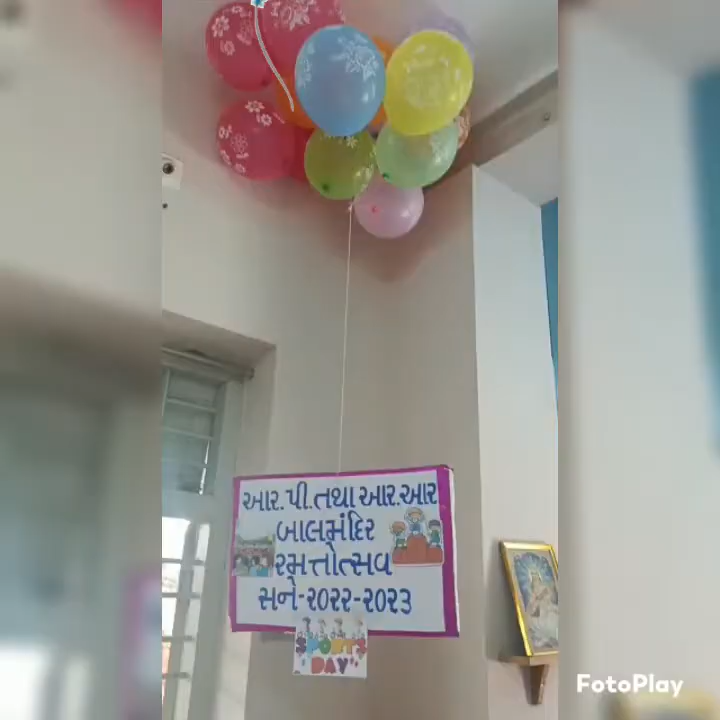 આર. પી. તથા આર.આર
બાલમંદિર
રમત્તોત્સવ
સને-૨૦૨૨-૨૦૨૩
SPORTS
DAY
FotoPlay